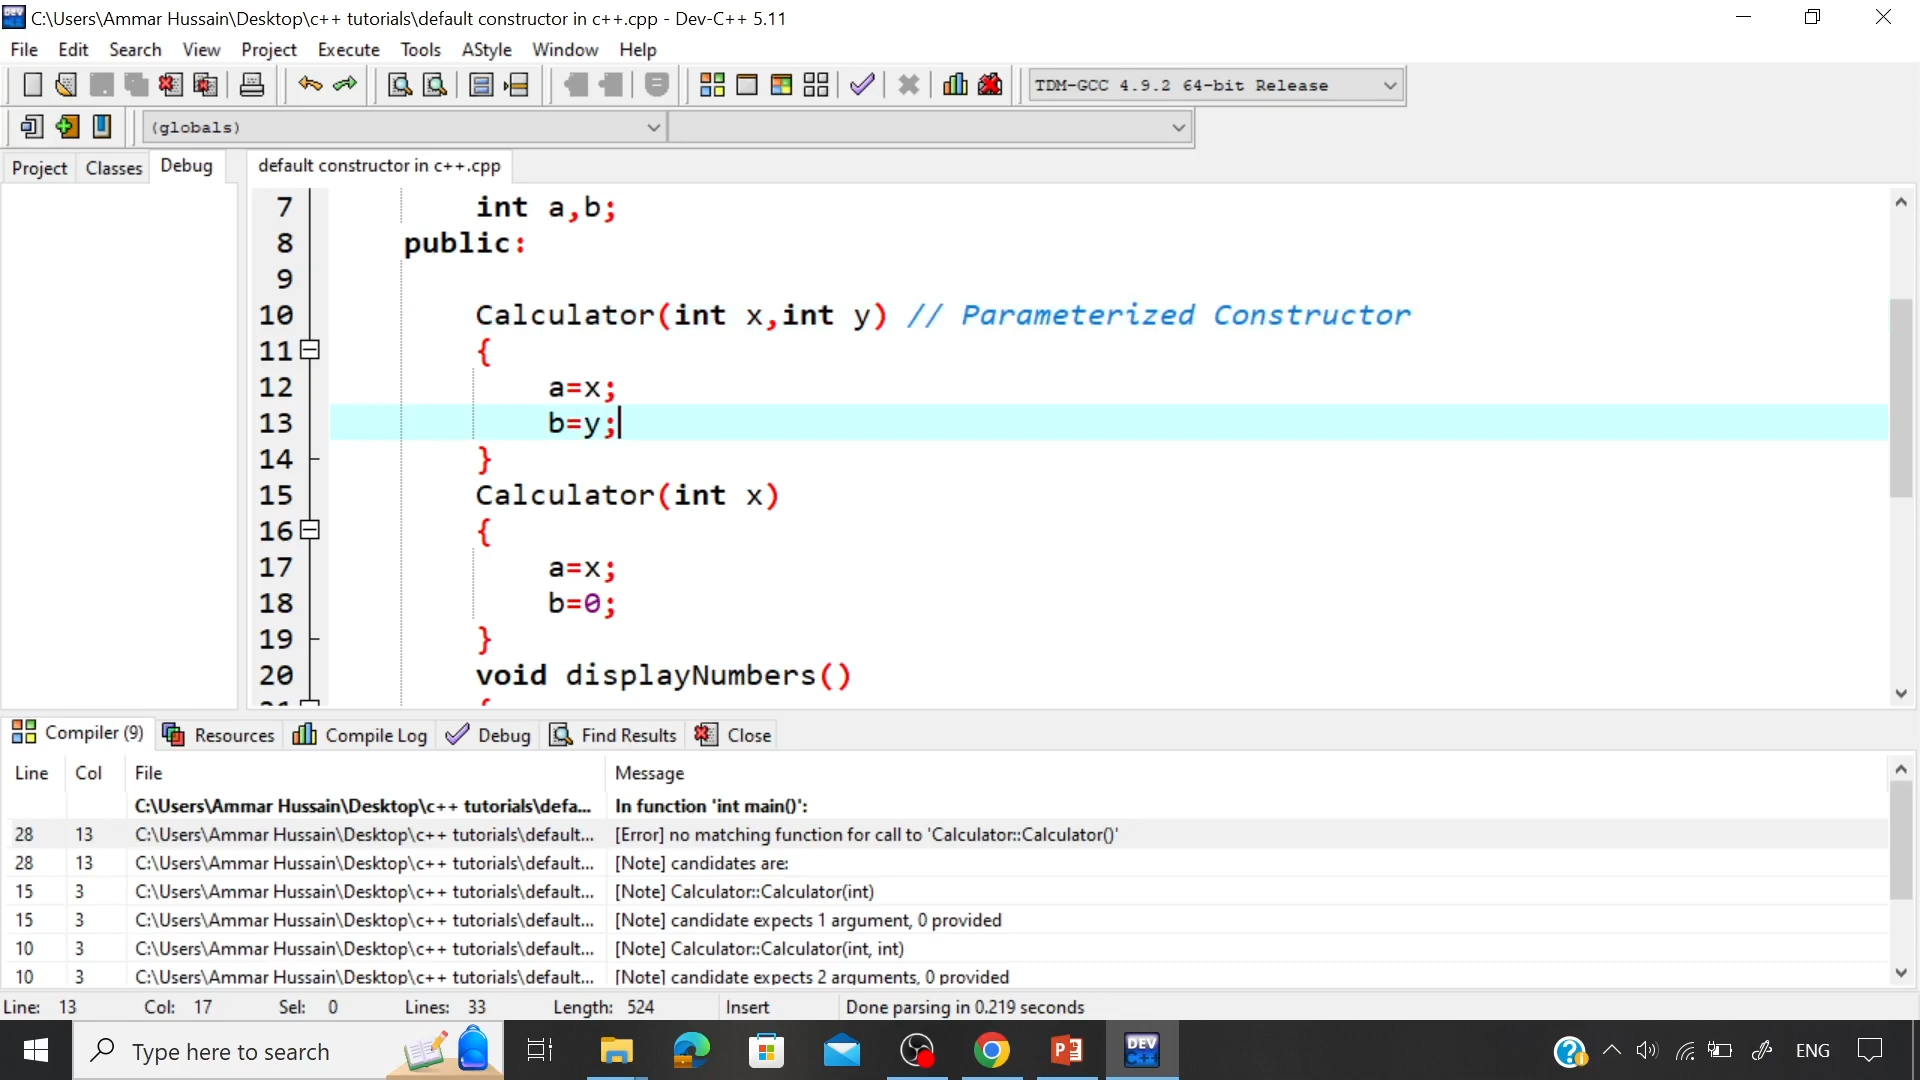 C:\Users\Ammar Hussain\Desktop\c++ tutorials\default constructor in c++.cpp - Dev-C++ 5.11
File Edit Search View Project Execute Tools AStyle Window Help
TDM-GCC 4.9.2 64-bit Release
(globals)
Project Classes Debug default constructor in c++.cpp
7 int a,b;
8 public:
9
10 Calculator(int x,int y) // Parameterized Constructor
11 {
12 a=x;
13 b=y;
14 }
15 Calculator(int x)
16 {
17 a=x;
18 b=0;
19 }
20 void displayNumbers()
Compiler (9) Resources Compile Log Debug Find Results Close
Line Col File Message
C:\Users\Ammar Hussain\Desktop\c++ tutorials\defa... In function 'int main()':
28 13 C:\Users\Ammar Hussain\Desktop\c++ tutorials\default... [Error] no matching function for call to 'Calculator::Calculator()'
28 13 C:\Users\Ammar Hussain\Desktop\c++ tutorials\default... [Note] candidates are:
15 3 C:\Users\Ammar Hussain\Desktop\c++ tutorials\default... [Note] Calculator::Calculator(int)
15 3 C:\Users\Ammar Hussain\Desktop\c++ tutorials\default... [Note] candidate expects 1 argument, 0 provided
10 3 C:\Users\Ammar Hussain\Desktop\c++ tutorials\default... [Note] Calculator::Calculator(int, int)
10 3 C:\Users\Ammar Hussain\Desktop\c++ tutorials\default... [Note] candidate expects 2 arguments, 0 provided
Line: 13 Col: 17 Sel: 0 Lines: 33 Length: 524 Insert Done parsing in 0.219 seconds
Type here to search DEV C++ ENG